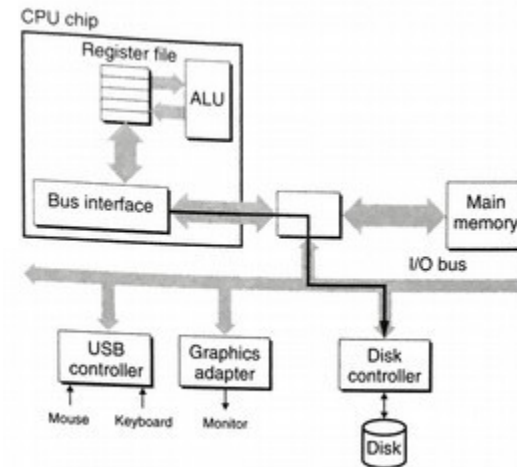 CPU chip
Register file
ALU
Bus interface
Main
memory
I/O bus
USB
controller
Graphics
adapter
Disk
controller
Mouse
Keyboard
Monitor
Disk